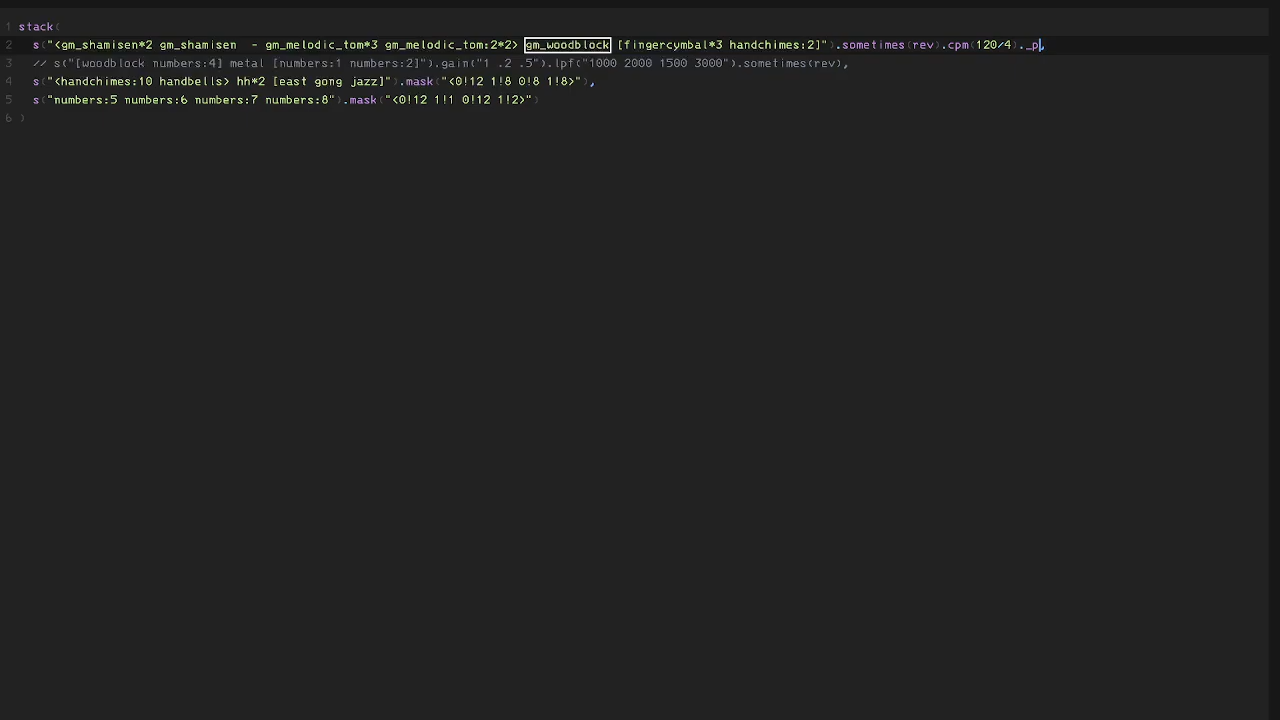 1 stack(
2 s("<gm_shamisen*2 gm_shamisen - gm_melodic_tom*3 gm_melodic_tom:2*2> gm_woodblock [fingercymbal*3 handchimes:2]").sometimes(rev).cpm(120/4)._p,
3 // s("[woodblock numbers:4] metal [numbers:1 numbers:2]").gain("1 .2 .5").lpf("1000 2000 1500 3000").sometimes(rev),
4 s("<handchimes:10 handbells> hh*2 [east gong jazz]").mask("<0!12 1!8 0!8 1!8>"),
5 s("numbers:5 numbers:6 numbers:7 numbers:8").mask("<0!12 1!1 0!12 1!2>")
6 )